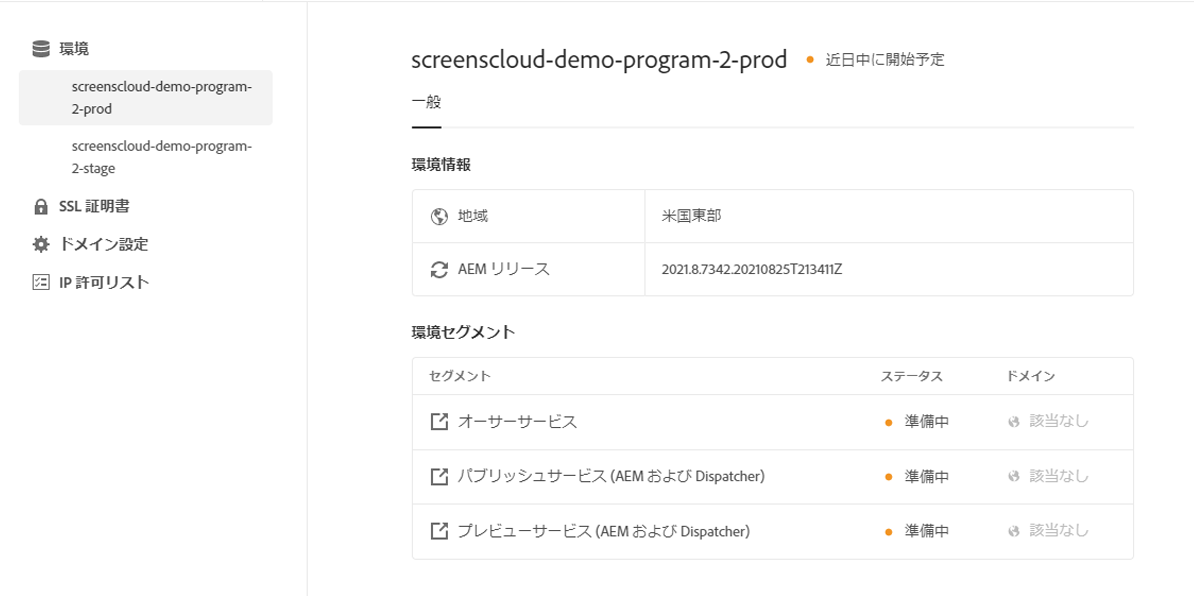 環境
screenscloud-demo-program-
2-prod
screenscloud-demo-program-
2-stage
SSL 証明書
ドメイン設定
IP 許可リスト
screenscloud-demo-program-2-prod 近日中に開始予定
一般
環境情報
地域 米国東部
AEM リリース 2021.8.7342.20210825T213411Z
環境セグメント
セグメント ステータス ドメイン
オーサーサービス 準備中 該当なし
パブリッシュサービス (AEM および Dispatcher) 準備中 該当なし
プレビューサービス (AEM および Dispatcher) 準備中 該当なし